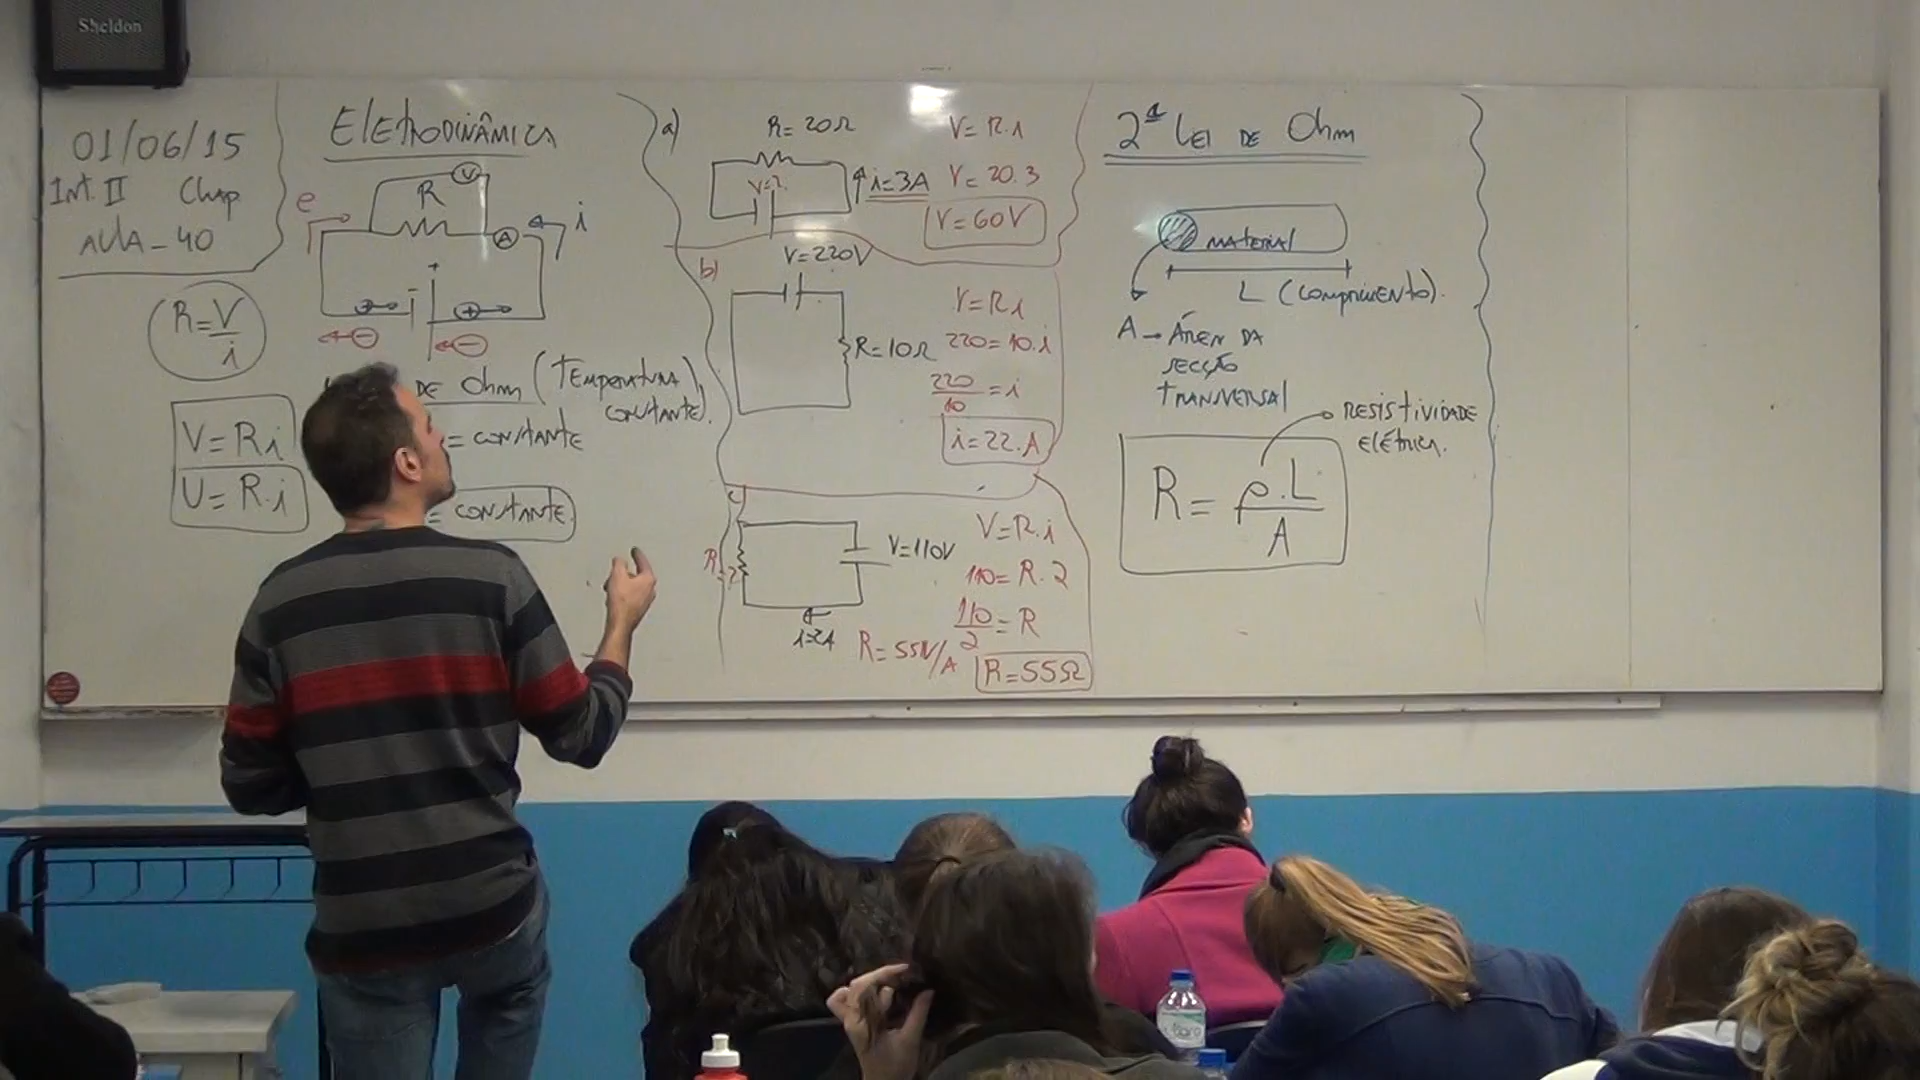 Sheldon
01/06/15
Int. II Chap
AULA - 40
R = V/i
V = R i
U = R. i
ELETRODINÂMICA
V
R
e
A
i
+
-
+
-
-
DE Ohm (TEMPERATURA CONSTANTE).
= CONSTANTE
= CONSTANTE.
a)
R = 20Ω
V = ?
i = 3A
V = R.i
V = 20.3
V = 60V
b)
V = 220V
R = 10Ω
V = R i
220 = 10.i
220/10 = i
i = 22.A
c)
R = ?
V = 110V
i = 2A
V = R.i
110 = R.2
110/2 = R
R = 55V/A
R = 55Ω
2ª LEI DE Ohm
MATERIAL
L (COMPRIMENTO).
A → ÁREA DA
SECÇÃO
TRANVERSAL
RESISTIVIDADE
ELÉTRICA.
R = ρ.L/A